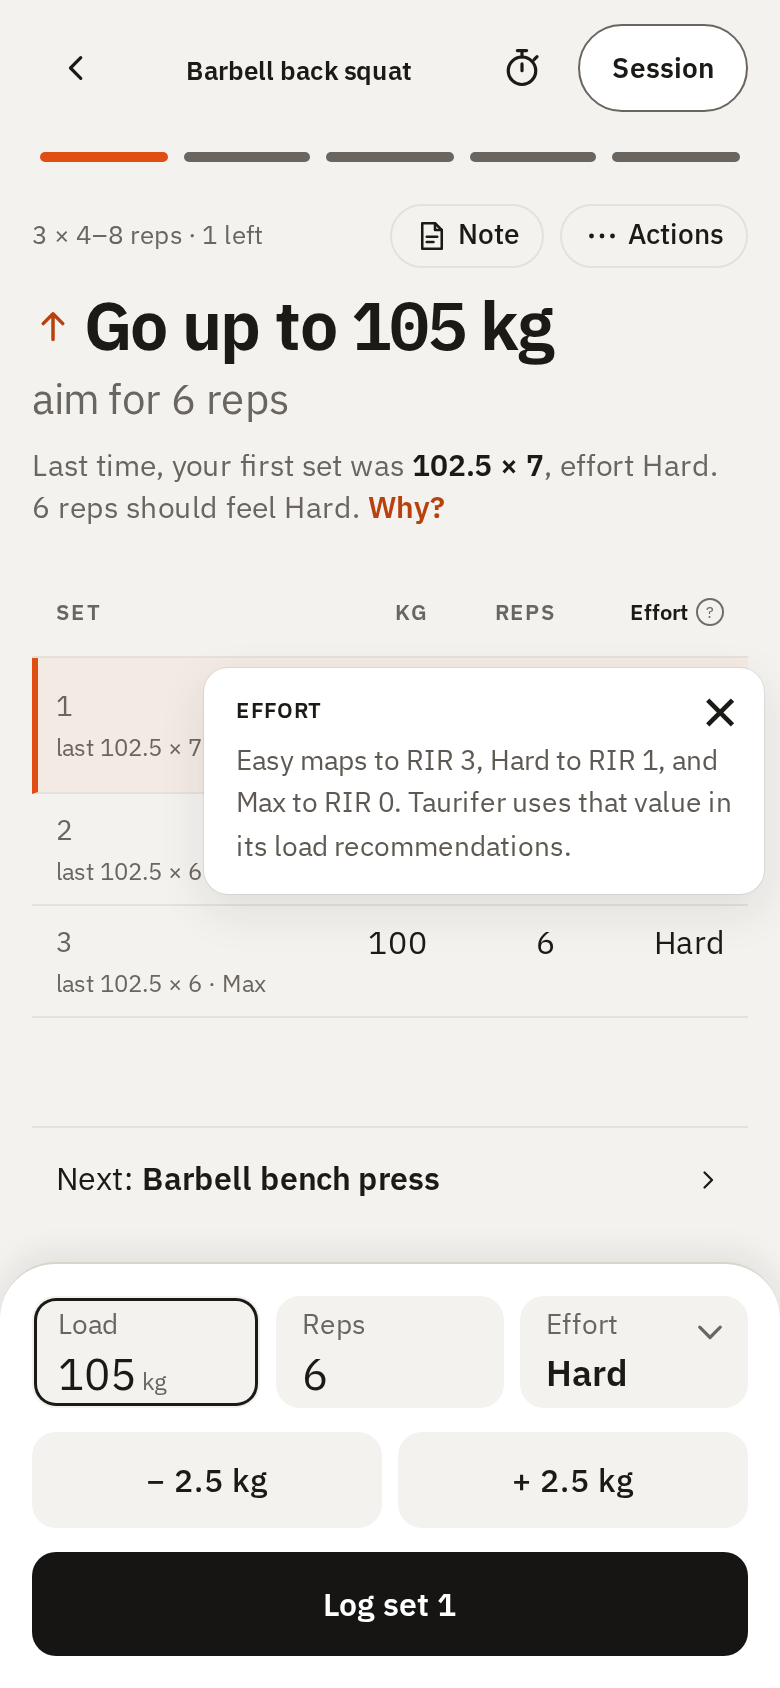 Barbell back squat
Session
3 × 4–8 reps · 1 left
Note
Actions
↑ Go up to 105 kg
aim for 6 reps
Last time, your first set was 102.5 × 7, effort Hard.
6 reps should feel Hard. Why?
SET KG REPS Effort ?
1
last 102.5 × 7
EFFORT
Easy maps to RIR 3, Hard to RIR 1, and
Max to RIR 0. Taurifer uses that value in
its load recommendations.
2
last 102.5 × 6
3 100 6 Hard
last 102.5 × 6 · Max
Next: Barbell bench press
Load Reps Effort
105 kg 6 Hard
− 2.5 kg + 2.5 kg
Log set 1